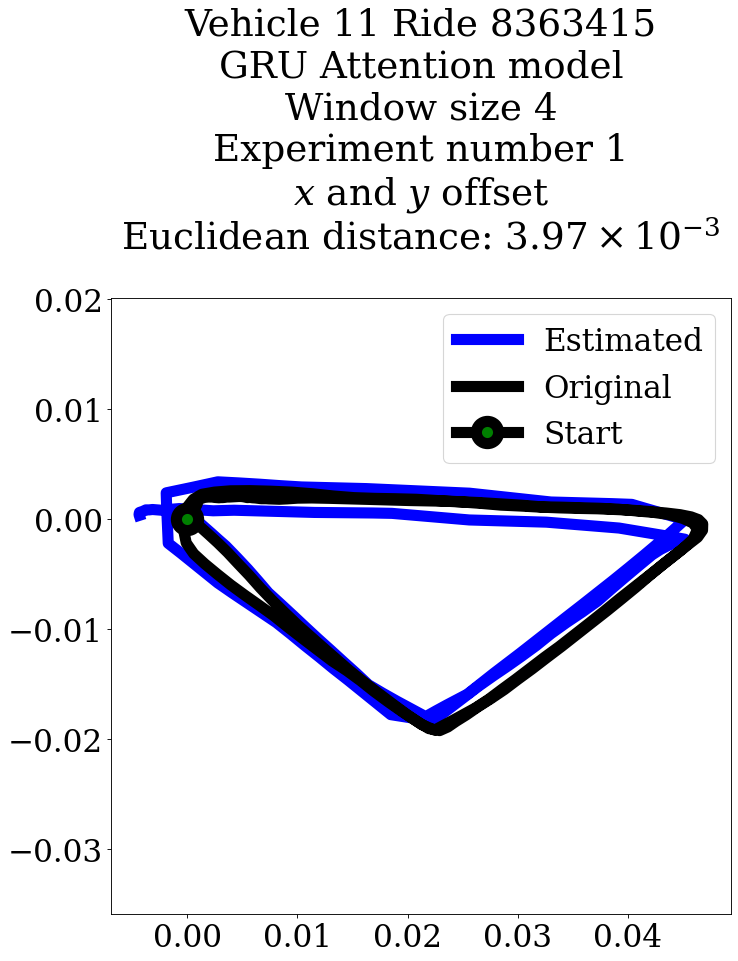 Vehicle 11 Ride 8363415
GRU Attention model
Window size 4
Experiment number 1
x and y offset
Euclidean distance: 3.97 × 10⁻³
0.02
0.01
0.00
−0.01
−0.02
−0.03
Estimated
Original
Start
0.00 0.01 0.02 0.03 0.04